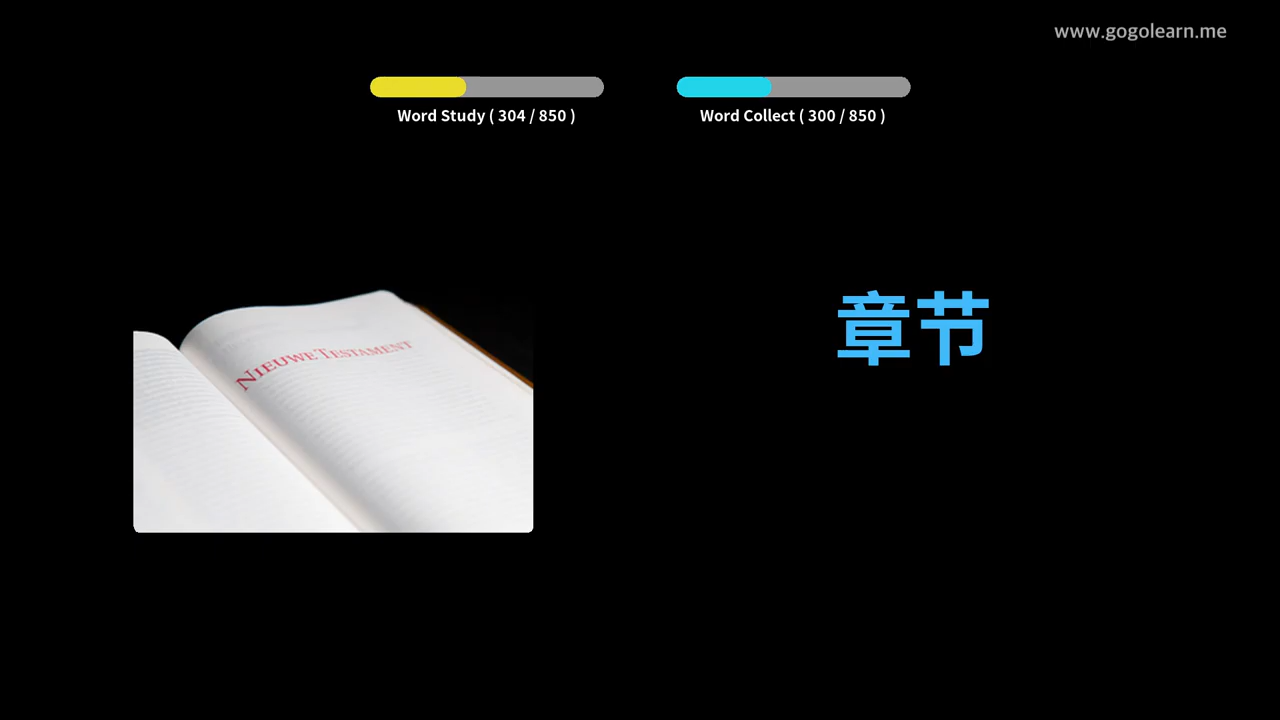 www.gogolearn.me
Word Study ( 304 / 850 )
Word Collect ( 300 / 850 )
NIEUWE TESTAMENT
章节